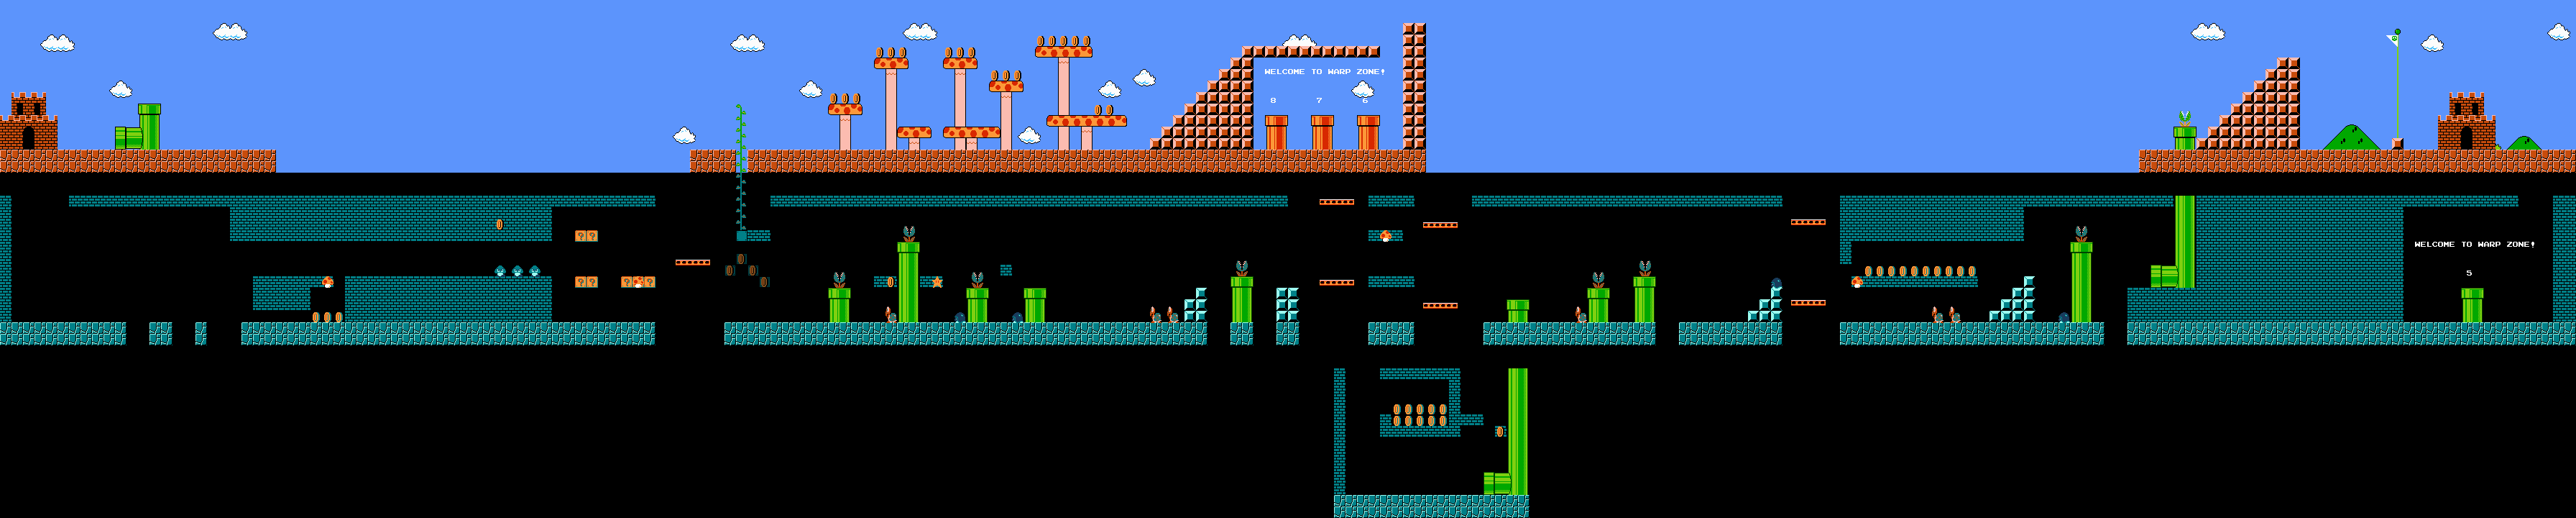 WELCOME TO WARP ZONE!
8 7 6
? ?
WELCOME TO WARP ZONE!
5
? ? ?